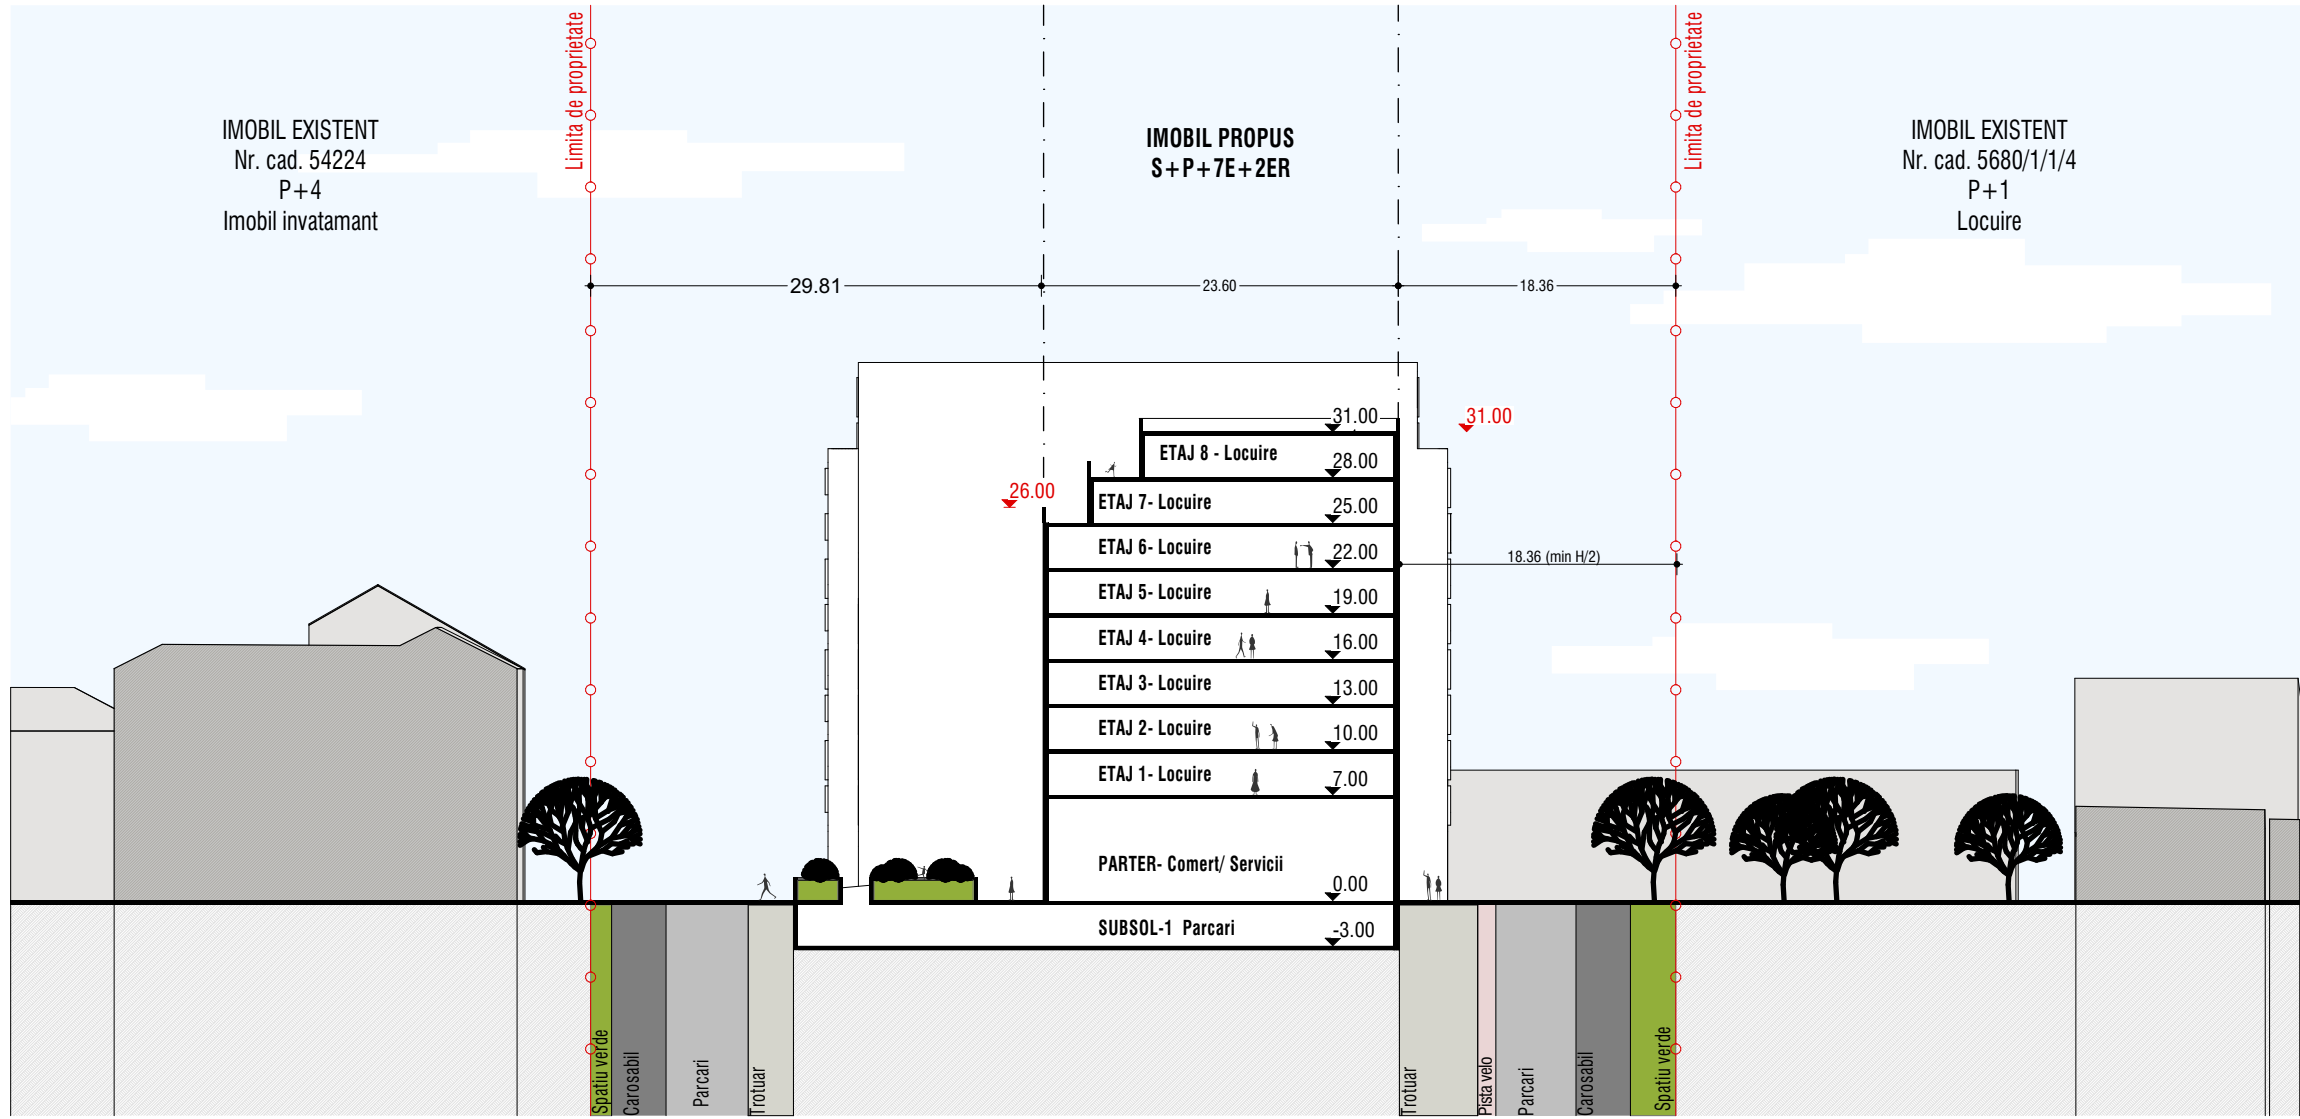 Limita de proprietate
Limita de proprietate
IMOBIL EXISTENT
Nr. cad. 54224
P+4
Imobil invatamant
IMOBIL PROPUS
S+P+7E+2ER
IMOBIL EXISTENT
Nr. cad. 5680/1/1/4
P+1
Locuire
29.81
23.60
18.36
31.00
31.00
ETAJ 8 - Locuire
28.00
26.00
ETAJ 7- Locuire
25.00
ETAJ 6- Locuire
22.00
18.36 (min H/2)
ETAJ 5- Locuire
19.00
ETAJ 4- Locuire
16.00
ETAJ 3- Locuire
13.00
ETAJ 2- Locuire
10.00
ETAJ 1- Locuire
7.00
PARTER- Comert/ Servicii
0.00
SUBSOL-1 Parcari
-3.00
Spatiu verde
Carosabil
Parcari
Trotuar
Trotuar
Pista velo
Parcari
Carosabil
Spatiu verde